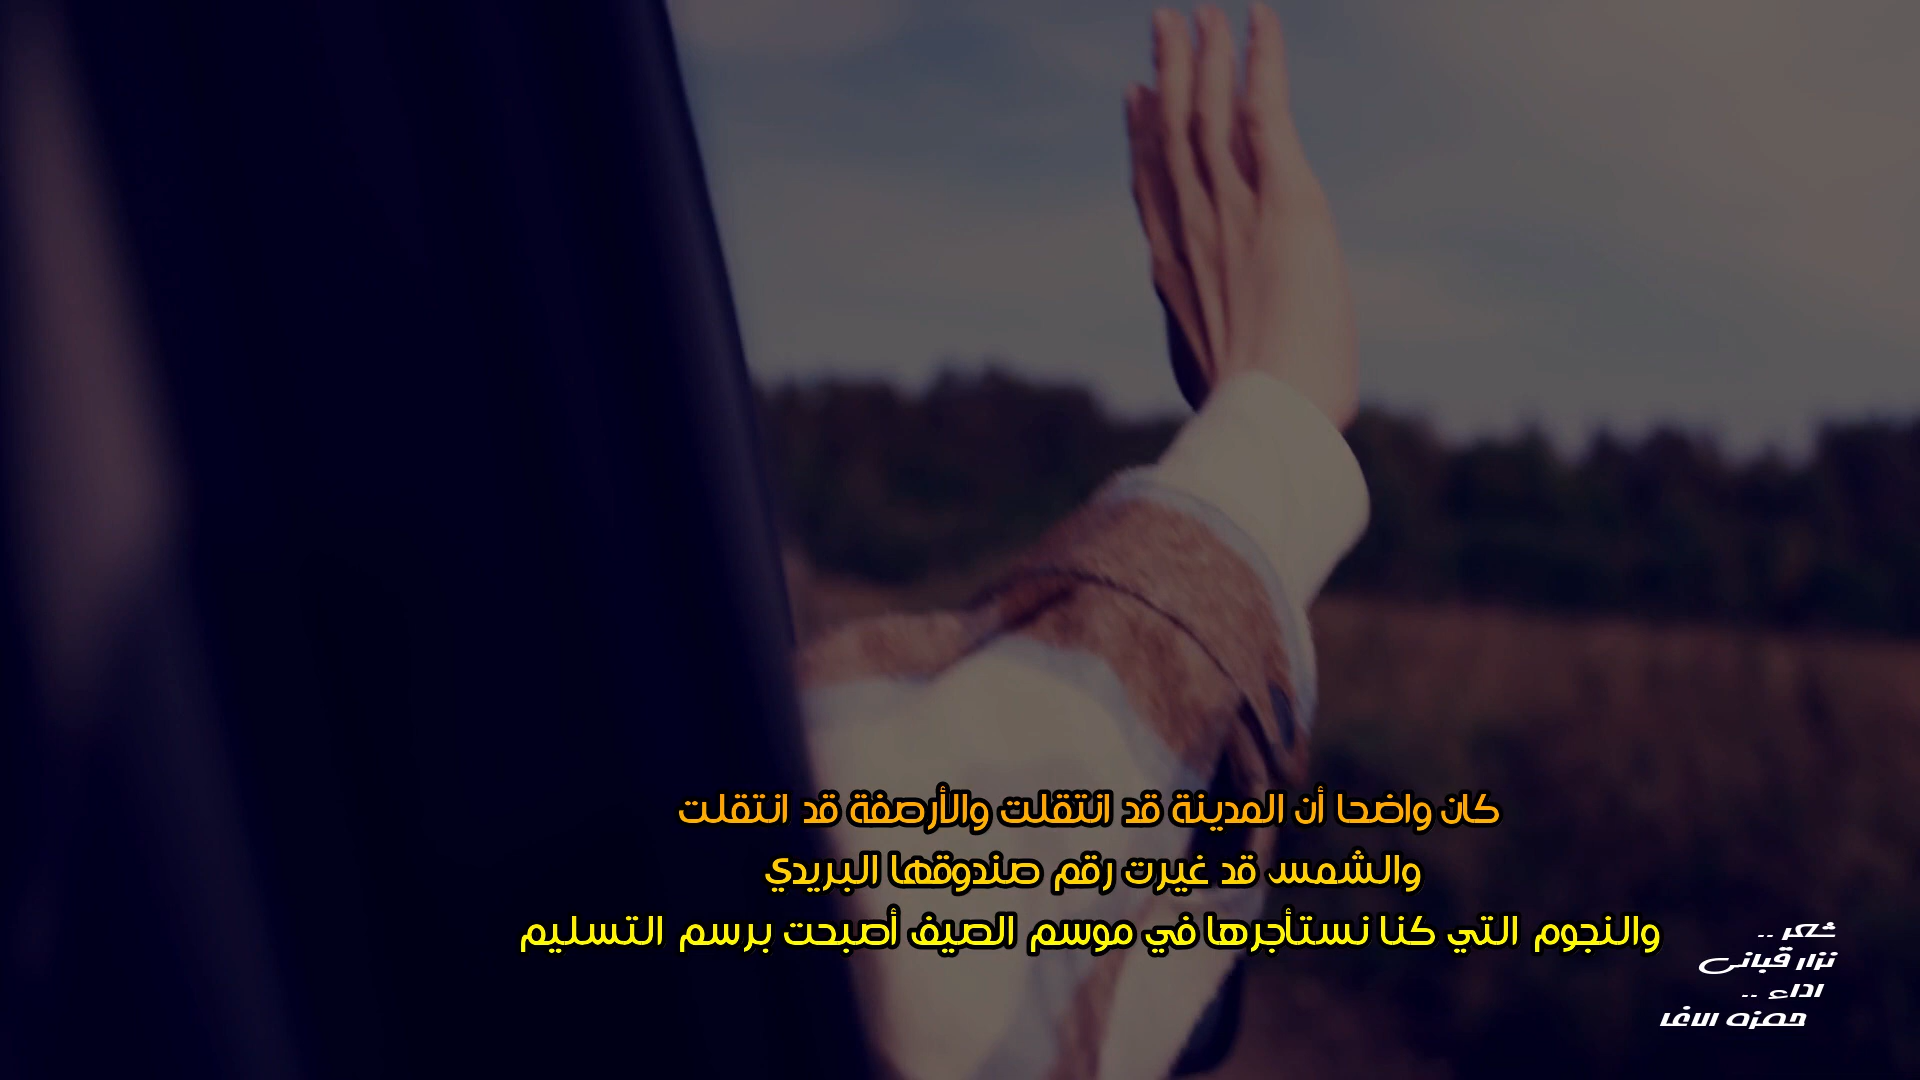 كان واضحا أن المدينة قد انتقلت والأرصفة قد انتقلت
والشمس قد غيرت رقم صندوقها البريدي
والنجوم التي كنا نستأجرها في موسم الصيف أصبحت برسم التسليم
شعر ..
نزار قباني
اداء ..
حمزه الاغا